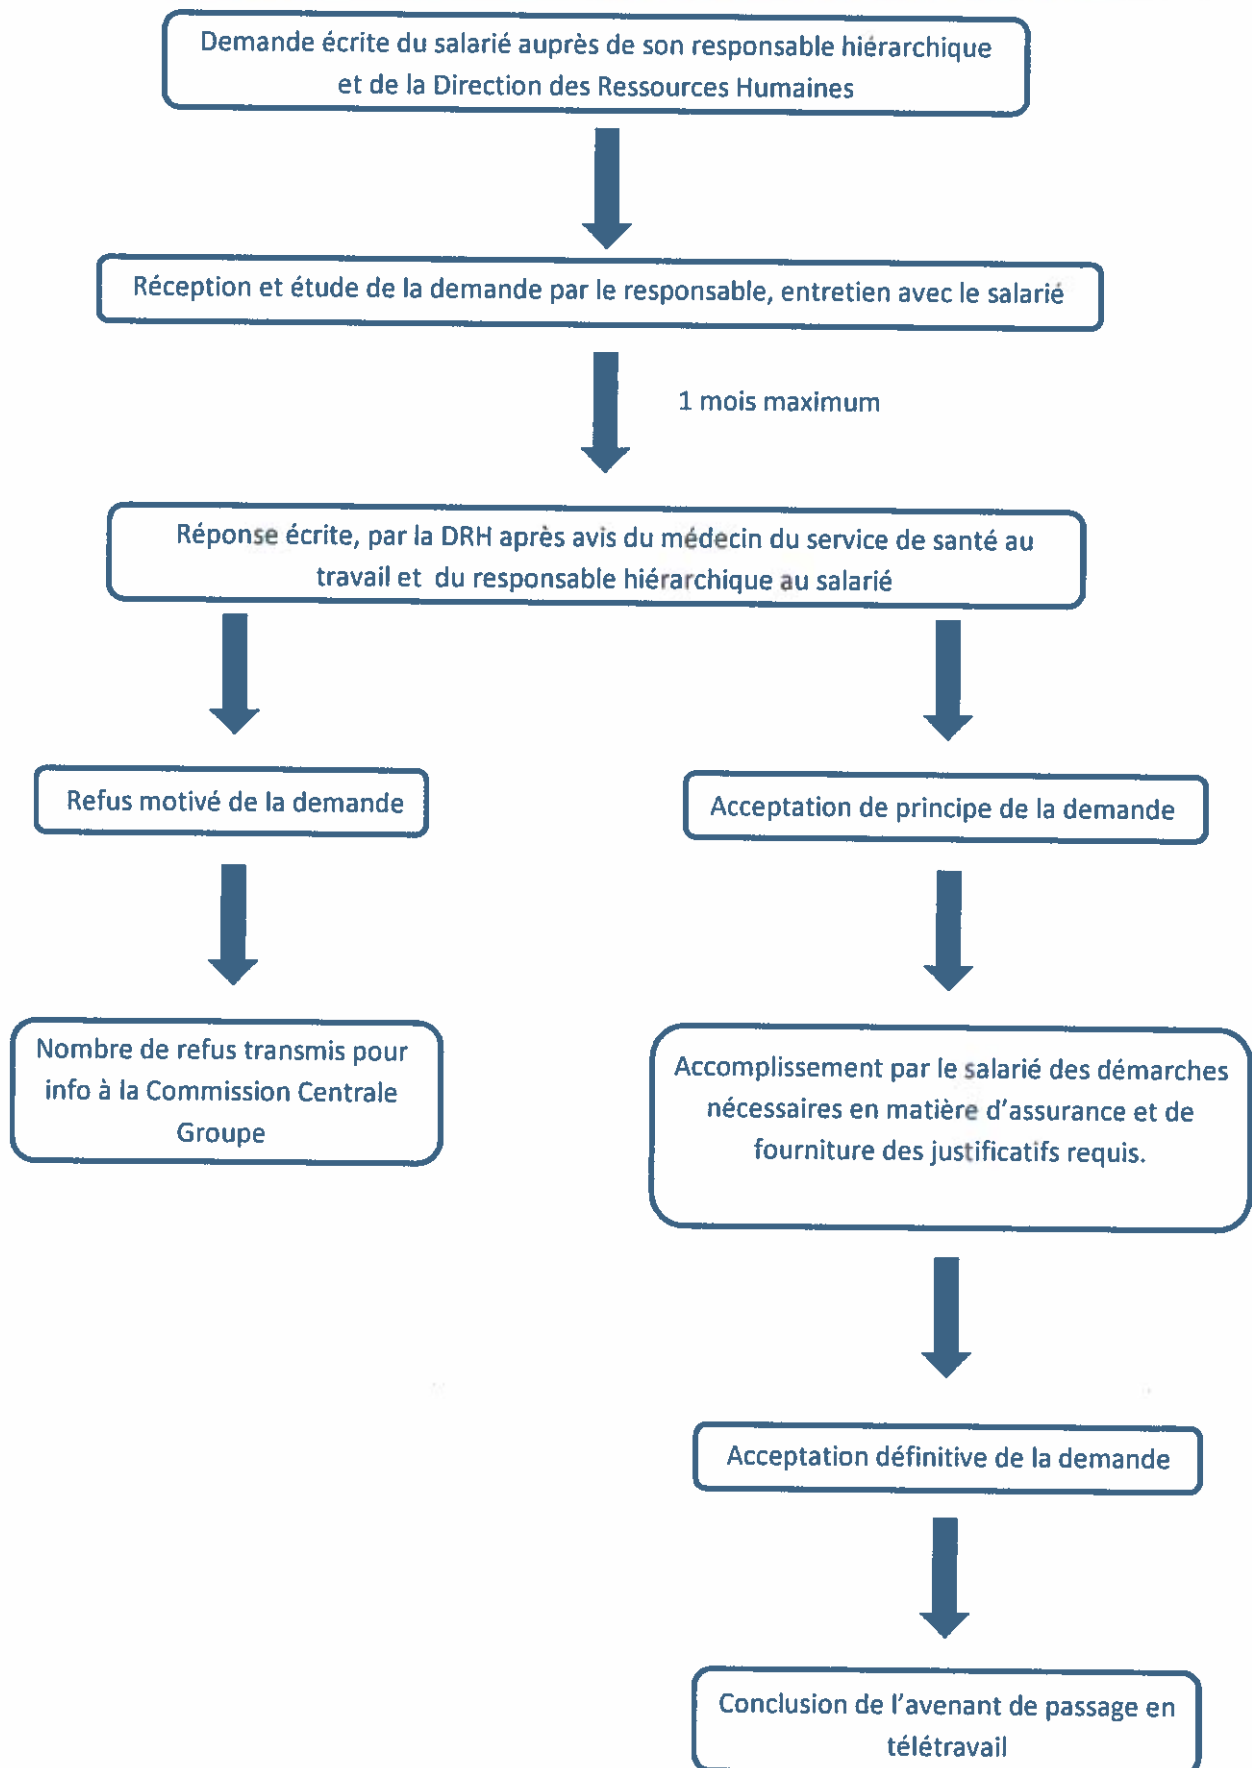 Demande écrite du salarié auprès de son responsable hiérarchique
et de la Direction des Ressources Humaines
Réception et étude de la demande par le responsable, entretien avec le salarié
1 mois maximum
Réponse écrite, par la DRH après avis du médecin du service de santé au
travail et du responsable hiérarchique au salarié
Refus motivé de la demande
Acceptation de principe de la demande
Nombre de refus transmis pour
info à la Commission Centrale
Groupe
Accomplissement par le salarié des démarches
nécessaires en matière d'assurance et de
fourniture des justificatifs requis.
Acceptation définitive de la demande
Conclusion de l'avenant de passage en
télétravail